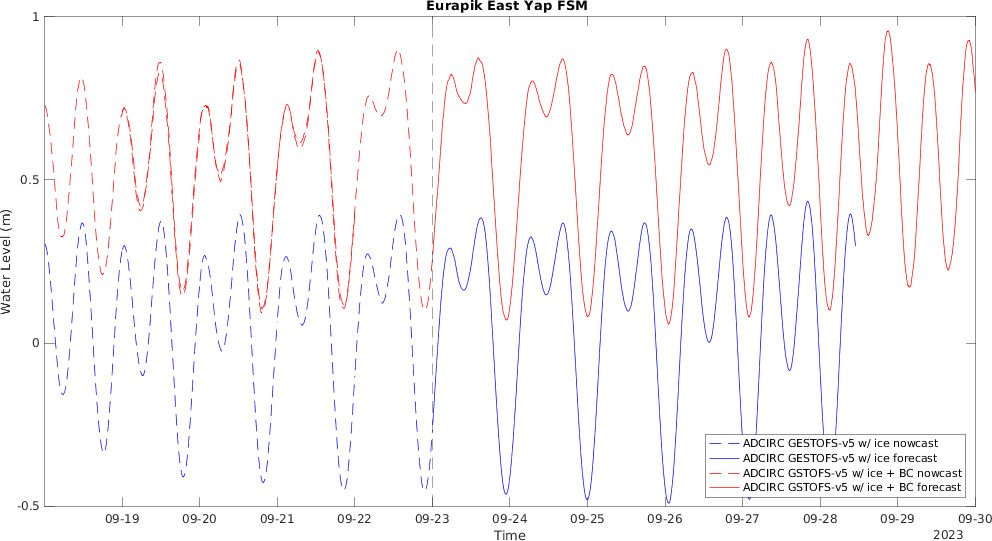 Eurapik East Yap FSM
1
0.5
0
-0.5
Water Level (m)
ADCIRC GESTOFS-v5 w/ ice nowcast
ADCIRC GESTOFS-v5 w/ ice forecast
ADCIRC GSTOFS-v5 w/ ice + BC nowcast
ADCIRC GSTOFS-v5 w/ ice + BC forecast
09-19 09-20 09-21 09-22 09-23 09-24 09-25 09-26 09-27 09-28 09-29 09-30
Time
2023